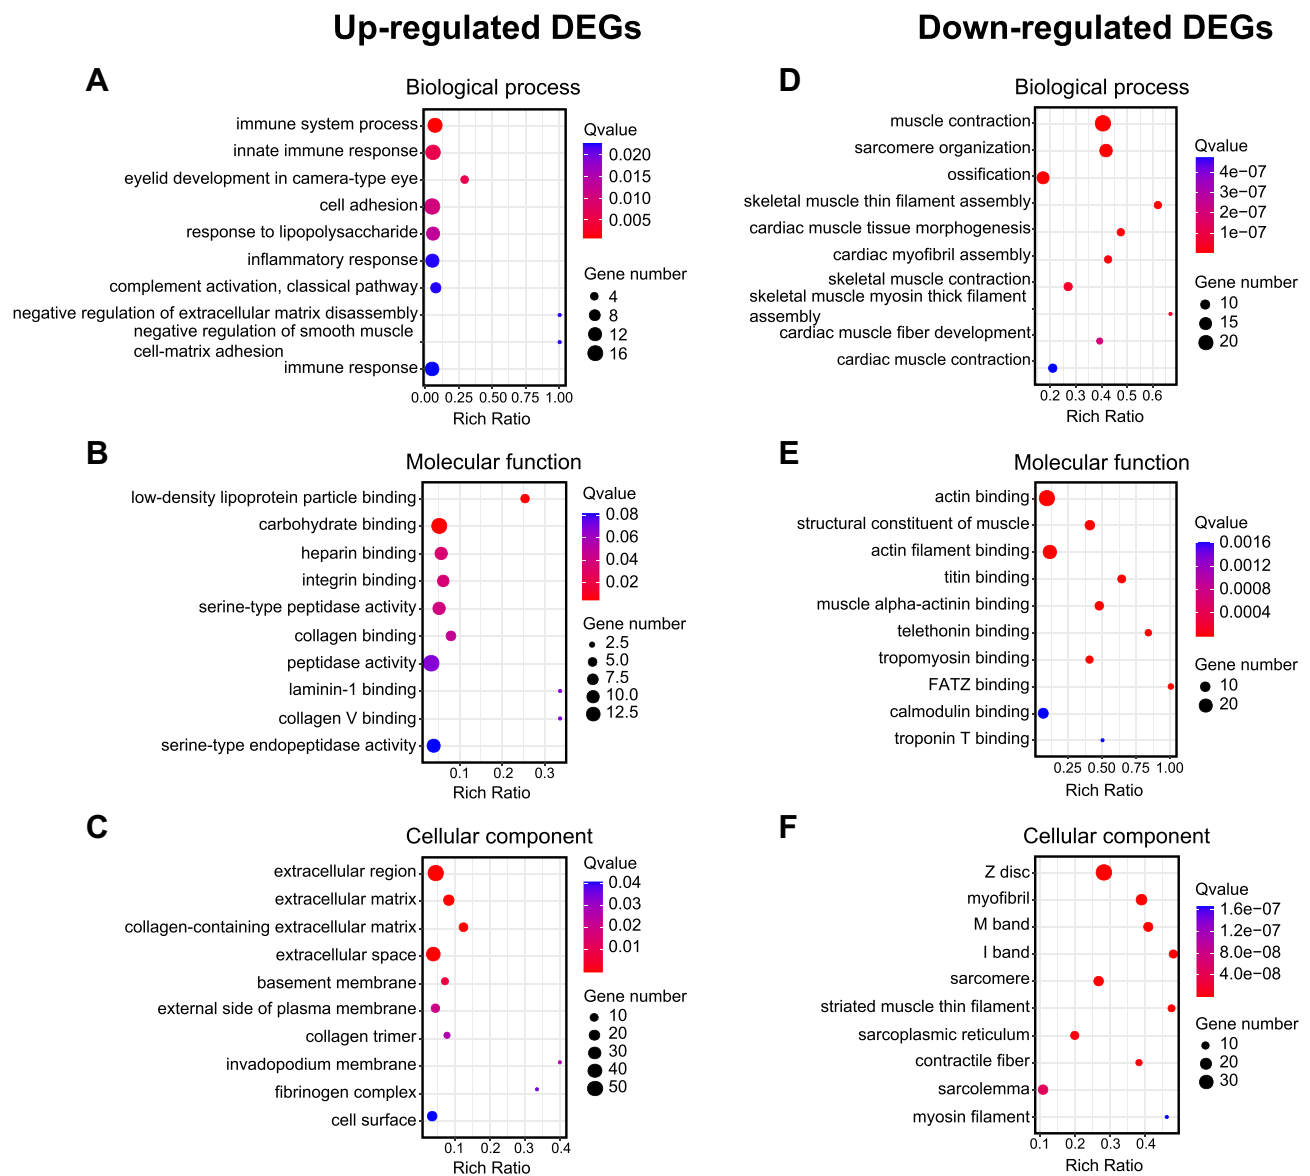 Up-regulated DEGs
Down-regulated DEGs
A
Biological process
immune system process
innate immune response
eyelid development in camera-type eye
cell adhesion
response to lipopolysaccharide
inflammatory response
complement activation, classical pathway
negative regulation of extracellular matrix disassembly
negative regulation of smooth muscle
cell-matrix adhesion
immune response
0.00 0.25 0.50 0.75 1.00
Rich Ratio
Qvalue
0.020
0.015
0.010
0.005
Gene number
4
8
12
16
D
Biological process
muscle contraction
sarcomere organization
ossification
skeletal muscle thin filament assembly
cardiac muscle tissue morphogenesis
cardiac myofibril assembly
skeletal muscle contraction
skeletal muscle myosin thick filament
assembly
cardiac muscle fiber development
cardiac muscle contraction
0.2 0.3 0.4 0.5 0.6
Rich Ratio
Qvalue
4e−07
3e−07
2e−07
1e−07
Gene number
10
15
20
B
Molecular function
low-density lipoprotein particle binding
carbohydrate binding
heparin binding
integrin binding
serine-type peptidase activity
collagen binding
peptidase activity
laminin-1 binding
collagen V binding
serine-type endopeptidase activity
0.1 0.2 0.3
Rich Ratio
Qvalue
0.08
0.06
0.04
0.02
Gene number
2.5
5.0
7.5
10.0
12.5
E
Molecular function
actin binding
structural constituent of muscle
actin filament binding
titin binding
muscle alpha-actinin binding
telethonin binding
tropomyosin binding
FATZ binding
calmodulin binding
troponin T binding
0.25 0.50 0.75 1.00
Rich Ratio
Qvalue
0.0016
0.0012
0.0008
0.0004
Gene number
10
20
C
Cellular component
extracellular region
extracellular matrix
collagen-containing extracellular matrix
extracellular space
basement membrane
external side of plasma membrane
collagen trimer
invadopodium membrane
fibrinogen complex
cell surface
0.1 0.2 0.3 0.4
Rich Ratio
Qvalue
0.04
0.03
0.02
0.01
Gene number
10
20
30
40
50
F
Cellular component
Z disc
myofibril
M band
I band
sarcomere
striated muscle thin filament
sarcoplasmic reticulum
contractile fiber
sarcolemma
myosin filament
0.1 0.2 0.3 0.4
Rich Ratio
Qvalue
1.6e−07
1.2e−07
8.0e−08
4.0e−08
Gene number
10
20
30